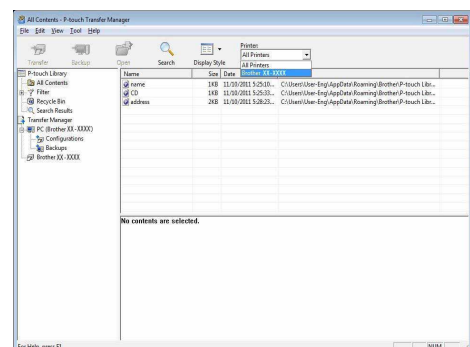 All Contents - P-touch Transfer Manager
File Edit View Tool Help
Transfer Backup Open Search Display Style
Printer:
All Printers
All Printers
Brother XX-XXXX
P-touch Library
All Contents
Filter
Recycle Bin
Search Results
Transfer Manager
PC (Brother XX-XXXX)
Configurations
Backups
Brother XX-XXXX
Name Size Date
name 1KB 11/10/2011 5:25:10... C:\Users\User-Eng\AppData\Roaming\Brother\P-touch Libr...
CD 1KB 11/10/2011 5:25:33... C:\Users\User-Eng\AppData\Roaming\Brother\P-touch Libr...
address 2KB 11/10/2011 5:28:23... C:\Users\User-Eng\AppData\Roaming\Brother\P-touch Libr...
No contents are selected.
For Help, press F1
NUM